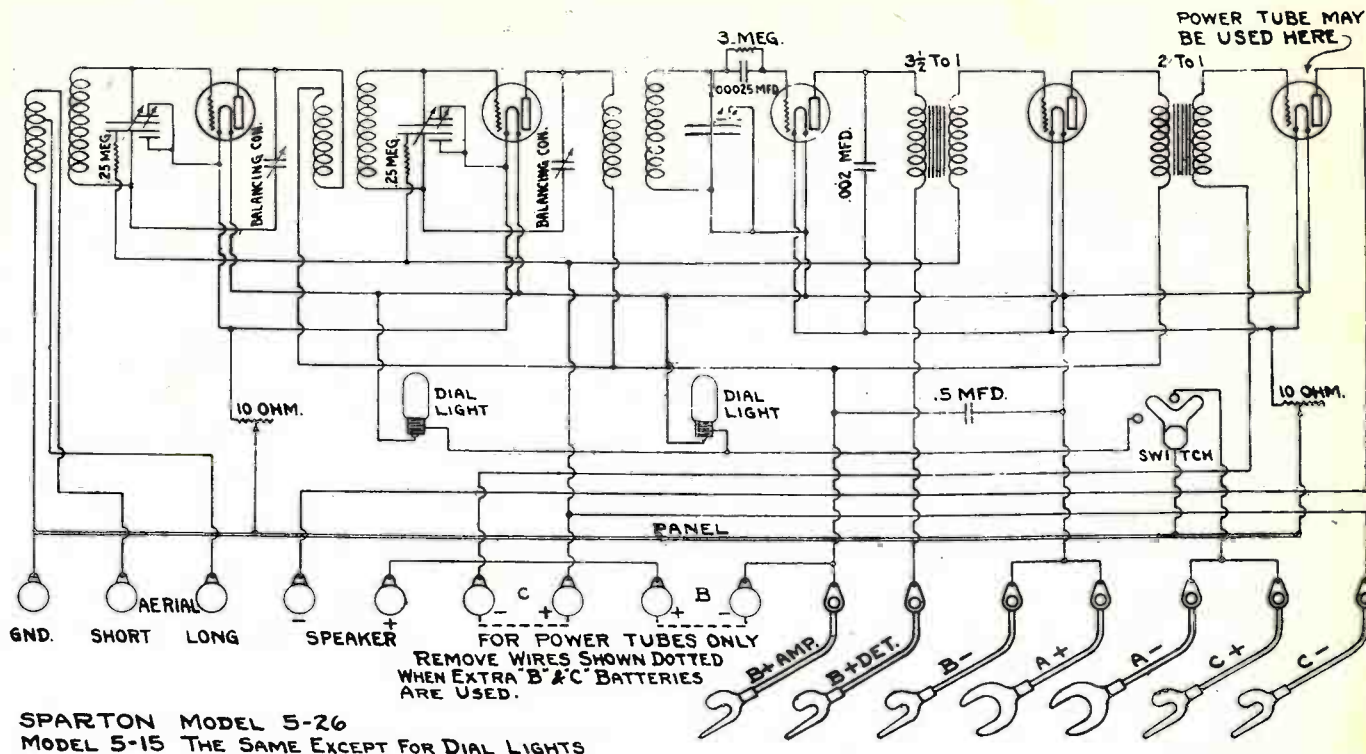 POWER TUBE MAY
BE USED HERE
3 MEG.
3½ To 1
2 To 1
.00025 MFD
.25 MEG.
BALANCING CON.
.25 MEG.
BALANCING CON.
.002 MFD.
10 OHM.
DIAL
LIGHT
DIAL
LIGHT
.5 MFD.
10 OHM.
SWITCH
PANEL
AERIAL
C
B
- + + -
GND.
SHORT
LONG
- SPEAKER +
FOR POWER TUBES ONLY
REMOVE WIRES SHOWN DOTTED
WHEN EXTRA "B" & "C" BATTERIES
ARE USED.
B+ AMP.
B+ DET.
B-
A+
A-
C+
C-
SPARTON MODEL 5-26
MODEL 5-15 THE SAME EXCEPT FOR DIAL LIGHTS